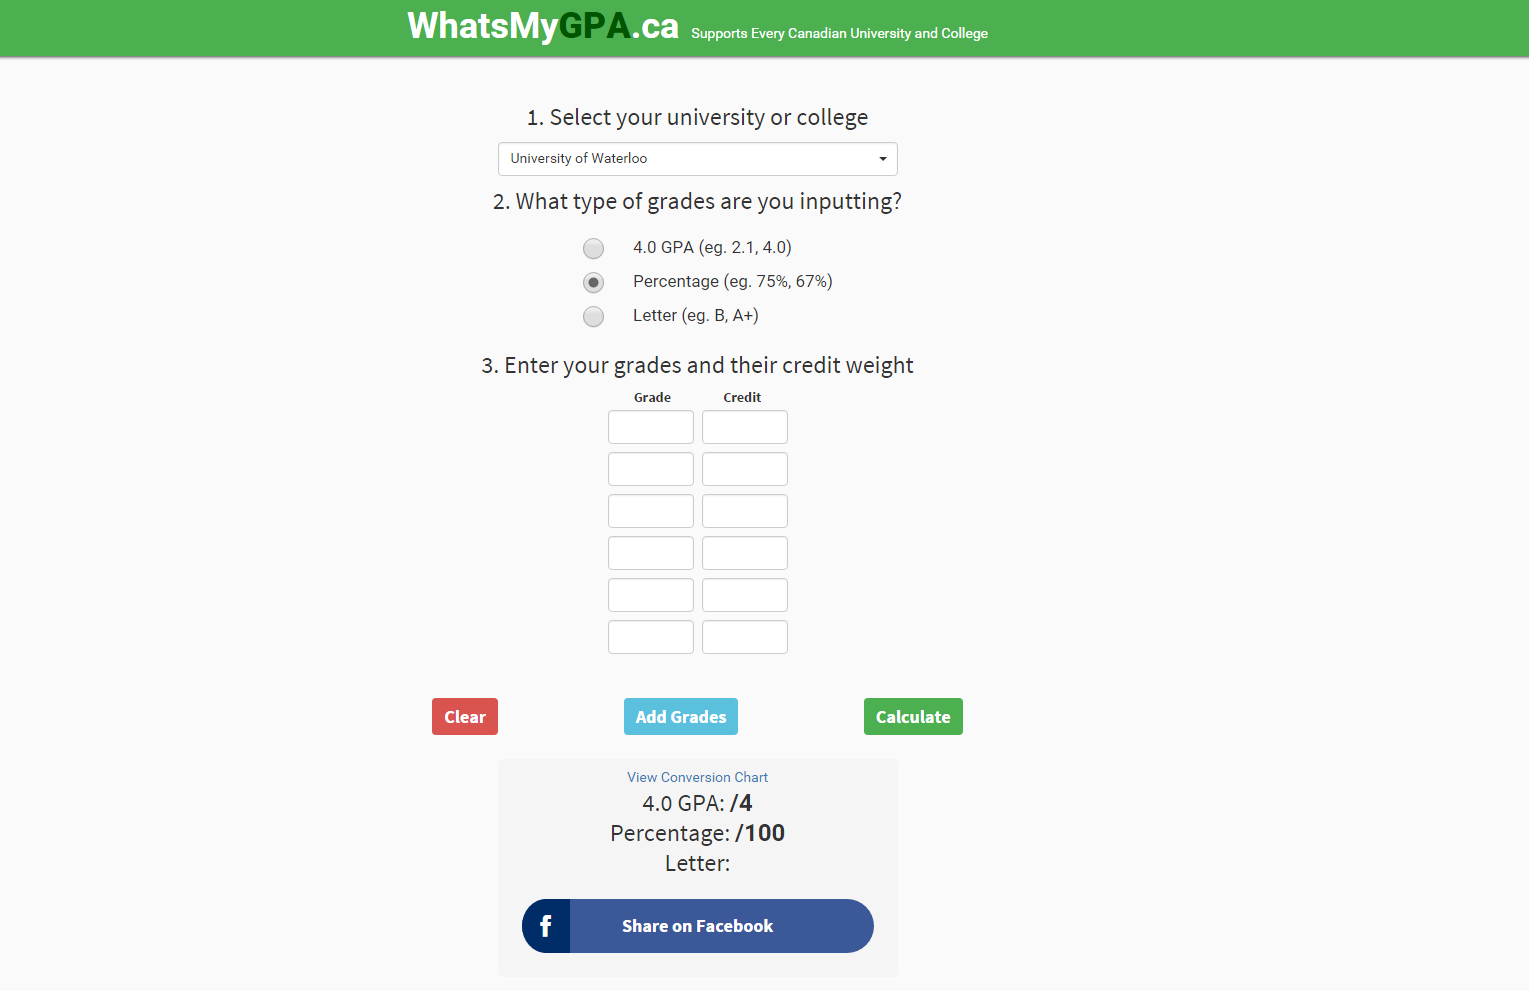 WhatsMyGPA.ca Supports Every Canadian University and College
1. Select your university or college
University of Waterloo
2. What type of grades are you inputting?
4.0 GPA (eg. 2.1, 4.0)
Percentage (eg. 75%, 67%)
Letter (eg. B, A+)
3. Enter your grades and their credit weight
Grade Credit
Clear Add Grades Calculate
View Conversion Chart
4.0 GPA: /4
Percentage: /100
Letter:
f Share on Facebook